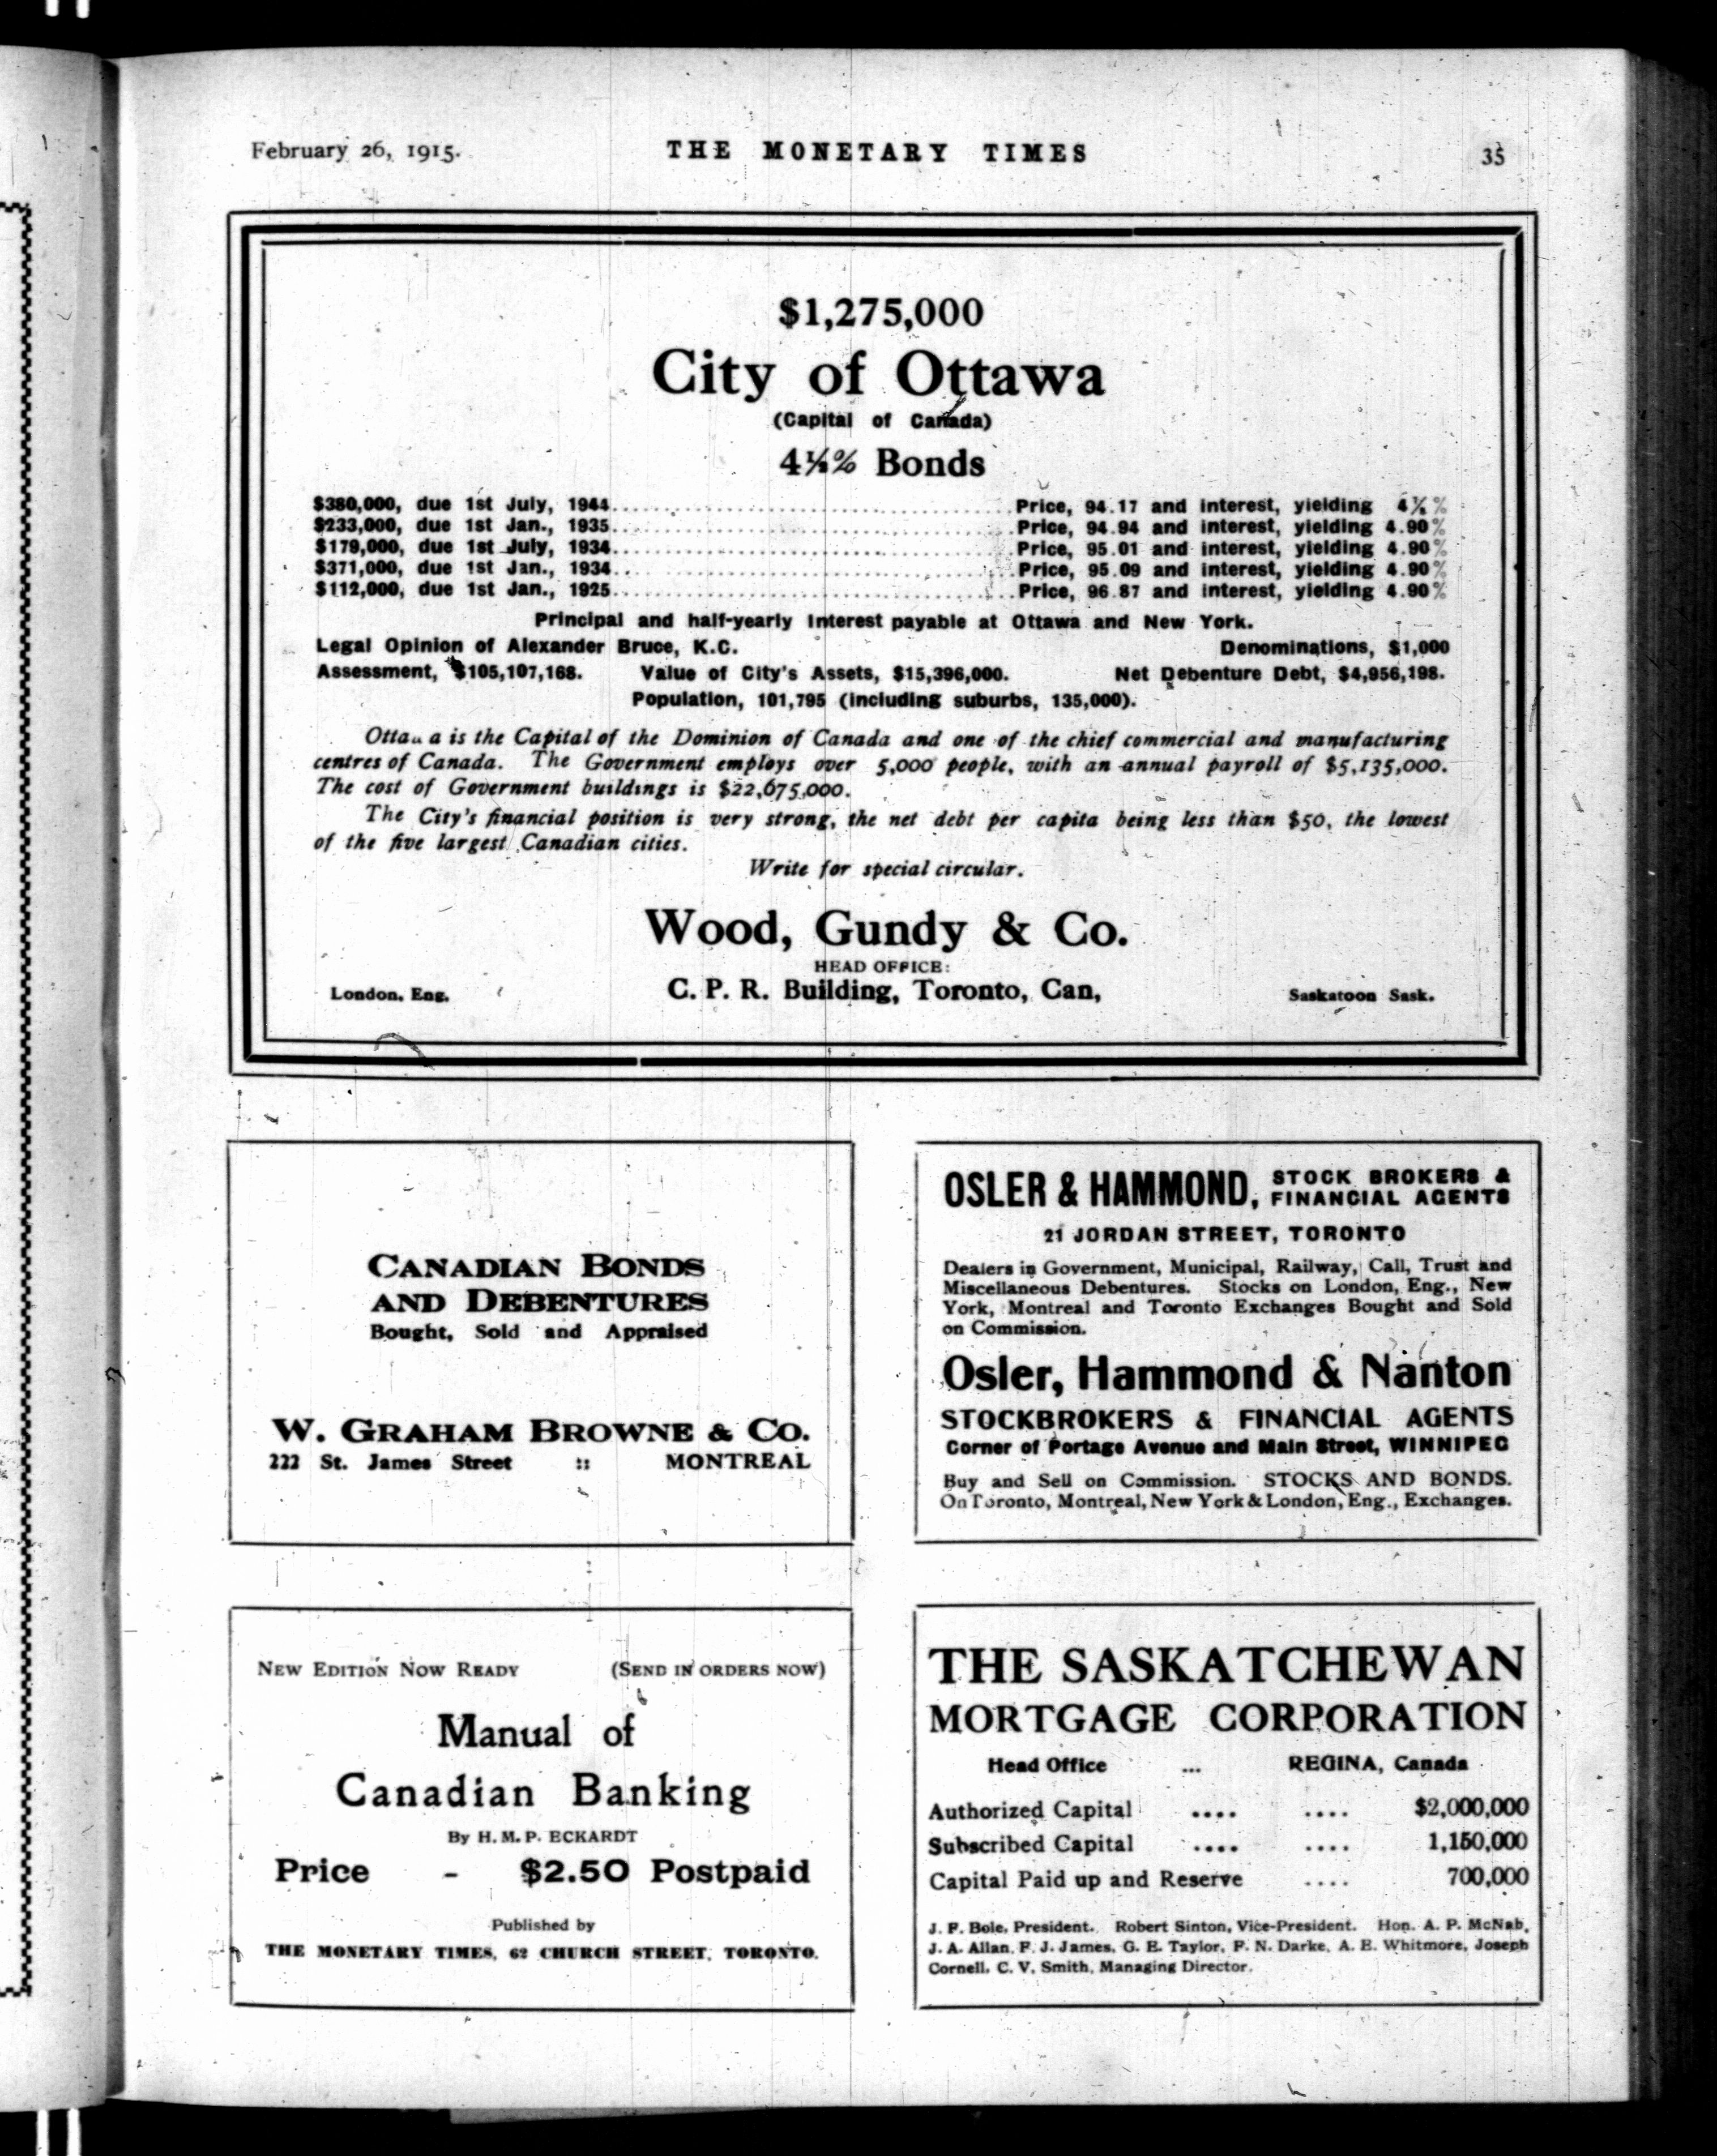 February 26, 1915.
THE MONETARY TIMES
35
$1,275,000
City of Ottawa
(Capital of Canada)
4½% Bonds
$380,000, due 1st July, 1944 Price, 94.17 and interest, yielding
$233,000, due 1st Jan., 1935 Price, 94.94 and interest, yielding 4.90%
$179,000, due 1st July, 1934 Price, 95.01 and interest, yielding 4.90%
$371,000, due 1st Jan., 1934 Price, 95.09 and interest, yielding 4.90%
$112,000, due 1st Jan., 1925 Price, 96.87 and interest, yielding 4.90%
Principal and half-yearly Interest payable at Ottawa and New York.
Legal Opinion of Alexander Bruce, K.C. Denominations, $1,000
Assessment, $105,107,168. Value of City's Assets, $15,396,000. Net Debenture Debt, $4,956,198.
Population, 101,795 (including suburbs, 135,000).
Ottawa is the Capital of the Dominion of Canada and one of the chief commercial and manufacturing
centres of Canada. The Government employs over 5,000 people, with an annual payroll of $5,135,000.
The cost of Government buildings is $22,675,000.
The City's financial position is very strong, the net debt per capita being less than $50, the lowest
of the five largest Canadian cities.
Write for special circular.
Wood, Gundy & Co.
HEAD OFFICE:
London, Eng. C. P. R. Building, Toronto, Can, Saskatoon Sask.
CANADIAN BONDS
AND DEBENTURES
Bought, Sold and Appraised
W. GRAHAM BROWNE & CO.
222 St. James Street :: MONTREAL
OSLER & HAMMOND, STOCK BROKERS &
FINANCIAL AGENTS
21 JORDAN STREET, TORONTO
Dealers in Government, Municipal, Railway, Call, Trust and
Miscellaneous Debentures. Stocks on London, Eng., New
York, Montreal and Toronto Exchanges Bought and Sold
on Commission.
Osler, Hammond & Nanton
STOCKBROKERS & FINANCIAL AGENTS
Corner of Portage Avenue and Main Street, WINNIPEG
Buy and Sell on Commission. STOCKS AND BONDS.
On Toronto, Montreal, New York & London, Eng., Exchanges.
NEW EDITION NOW READY (SEND IN ORDERS NOW)
Manual of
Canadian Banking
By H. M. P. ECKARDT
Price - $2.50 Postpaid
Published by
THE MONETARY TIMES, 62 CHURCH STREET, TORONTO.
THE SASKATCHEWAN
MORTGAGE CORPORATION
Head Office ... REGINA, Canada
Authorized Capital .... .... $2,000,000
Subscribed Capital .... .... 1,150,000
Capital Paid up and Reserve .... 700,000
J. F. Bole, President. Robert Sinton, Vice-President. Hon. A. P. McNab,
J. A. Allan, F. J. James, G. E. Taylor, F. N. Darke, A. E. Whitmore, Joseph
Cornell, C. V. Smith, Managing Director.